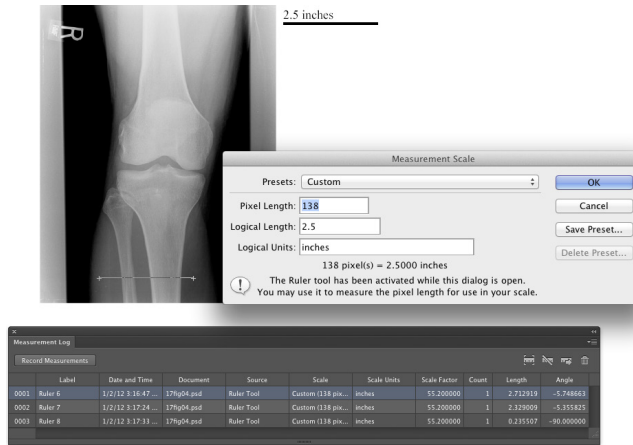 R
2.5 inches
Measurement Scale
Presets: Custom
OK
Pixel Length: 138
Cancel
Logical Length: 2.5
Save Preset...
Logical Units: inches
Delete Preset...
138 pixel(s) = 2.5000 inches
The Ruler tool has been activated while this dialog is open.
You may use it to measure the pixel length for use in your scale.
Measurement Log
Record Measurements
Label Date and Time Document Source Scale Scale Units Scale Factor Count Length Angle
0001 Ruler 6 1/2/12 3:16:47 ... 17fig04.psd Ruler Tool Custom (138 pix... inches 55.200000 1 2.712919 -5.748663
0002 Ruler 7 1/2/12 3:17:24 ... 17fig04.psd Ruler Tool Custom (138 pix... inches 55.200000 1 2.329009 -5.355825
0003 Ruler 8 1/2/12 3:17:33 ... 17fig04.psd Ruler Tool Custom (138 pix... inches 55.200000 1 0.235507 -90.000000